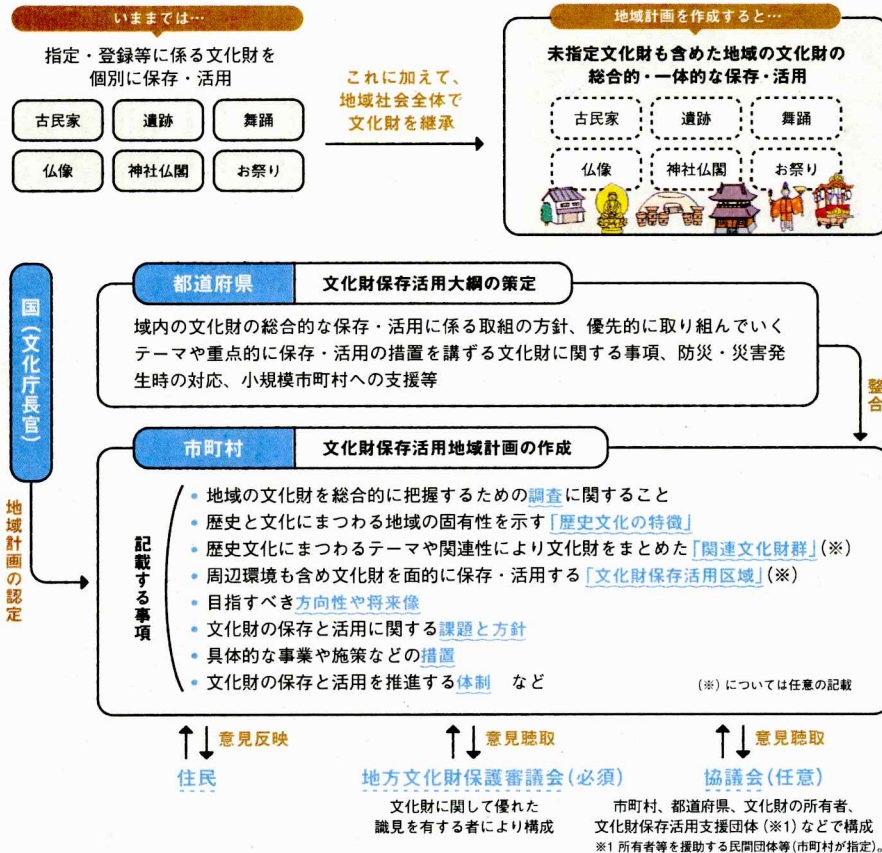 いままでは…
指定・登録等に係る文化財を
個別に保存・活用
古民家
遺跡
舞踊
仏像
神社仏閣
お祭り
これに加えて、
地域社会全体で
文化財を継承
地域計画を作成すると…
未指定文化財も含めた地域の文化財の
総合的・一体的な保存・活用
古民家
遺跡
舞踊
仏像
神社仏閣
お祭り
国(文化庁長官)
都道府県
文化財保存活用大綱の策定
域内の文化財の総合的な保存・活用に係る取組の方針、優先的に取り組んでいく
テーマや重点的に保存・活用の措置を講ずる文化財に関する事項、防災・災害発
生時の対応、小規模市町村への支援等
整合
地域計画の認定
市町村
文化財保存活用地域計画の作成
記載する事項
• 地域の文化財を総合的に把握するための調査に関すること
• 歴史と文化にまつわる地域の固有性を示す「歴史文化の特徴」
• 歴史文化にまつわるテーマや関連性により文化財をまとめた「関連文化財群」(※)
• 周辺環境も含め文化財を面的に保存・活用する「文化財保存活用区域」(※)
• 目指すべき方向性や将来像
• 文化財の保存と活用に関する課題と方針
• 具体的な事業や施策などの措置
• 文化財の保存と活用を推進する体制 など
(※)については任意の記載
意見反映
住民
意見聴取
地方文化財保護審議会(必須)
文化財に関して優れた
識見を有する者により構成
意見聴取
協議会(任意)
市町村、都道府県、文化財の所有者、
文化財保存活用支援団体(※1)などで構成
※1 所有者等を援助する民間団体等(市町村が指定)。